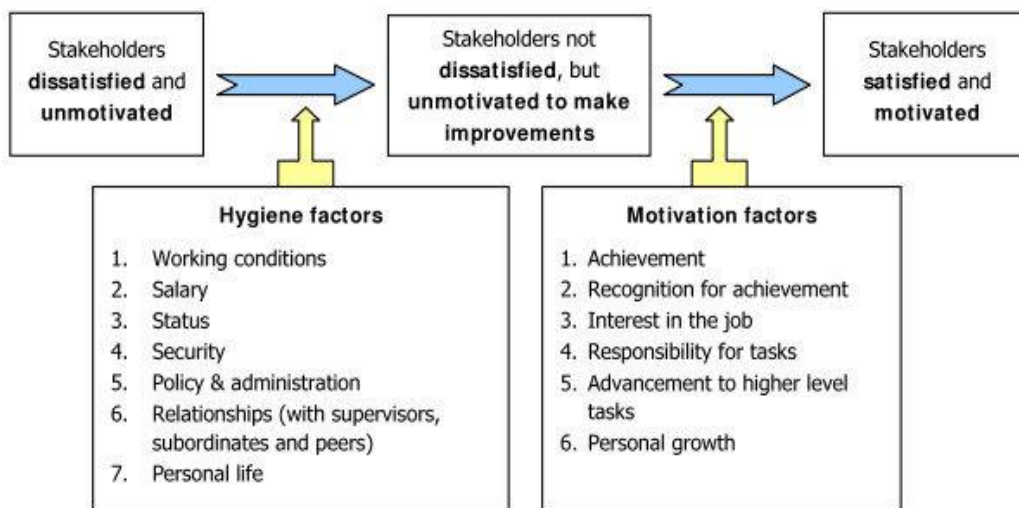 Stakeholders
dissatisfied and
unmotivated
Stakeholders not
dissatisfied, but
unmotivated to make
improvements
Stakeholders
satisfied and
motivated
Hygiene factors
1. Working conditions
2. Salary
3. Status
4. Security
5. Policy & administration
6. Relationships (with supervisors,
subordinates and peers)
7. Personal life
Motivation factors
1. Achievement
2. Recognition for achievement
3. Interest in the job
4. Responsibility for tasks
5. Advancement to higher level
tasks
6. Personal growth